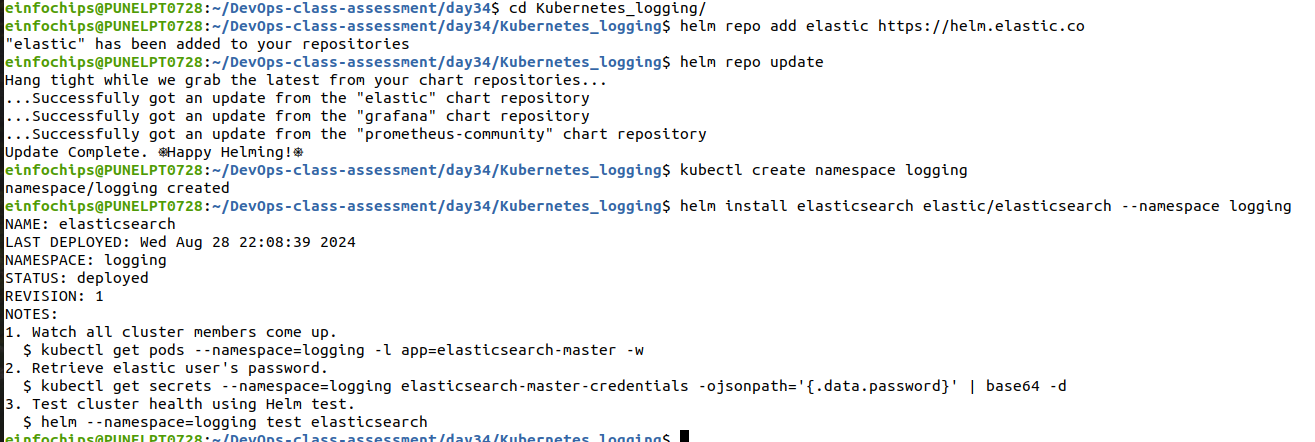 einfochips@PUNELPT0728:~/DevOps-class-assessment/day34$ cd Kubernetes_logging/
einfochips@PUNELPT0728:~/DevOps-class-assessment/day34/Kubernetes_logging$ helm repo add elastic https://helm.elastic.co
"elastic" has been added to your repositories
einfochips@PUNELPT0728:~/DevOps-class-assessment/day34/Kubernetes_logging$ helm repo update
Hang tight while we grab the latest from your chart repositories...
...Successfully got an update from the "elastic" chart repository
...Successfully got an update from the "grafana" chart repository
...Successfully got an update from the "prometheus-community" chart repository
Update Complete. ⎈Happy Helming!⎈
einfochips@PUNELPT0728:~/DevOps-class-assessment/day34/Kubernetes_logging$ kubectl create namespace logging
namespace/logging created
einfochips@PUNELPT0728:~/DevOps-class-assessment/day34/Kubernetes_logging$ helm install elasticsearch elastic/elasticsearch --namespace logging
NAME: elasticsearch
LAST DEPLOYED: Wed Aug 28 22:08:39 2024
NAMESPACE: logging
STATUS: deployed
REVISION: 1
NOTES:
1. Watch all cluster members come up.
  $ kubectl get pods --namespace=logging -l app=elasticsearch-master -w
2. Retrieve elastic user's password.
  $ kubectl get secrets --namespace=logging elasticsearch-master-credentials -ojsonpath='{.data.password}' | base64 -d
3. Test cluster health using Helm test.
  $ helm --namespace=logging test elasticsearch
einfochips@PUNELPT0728:~/DevOps-class-assessment/day34/Kubernetes_logging$